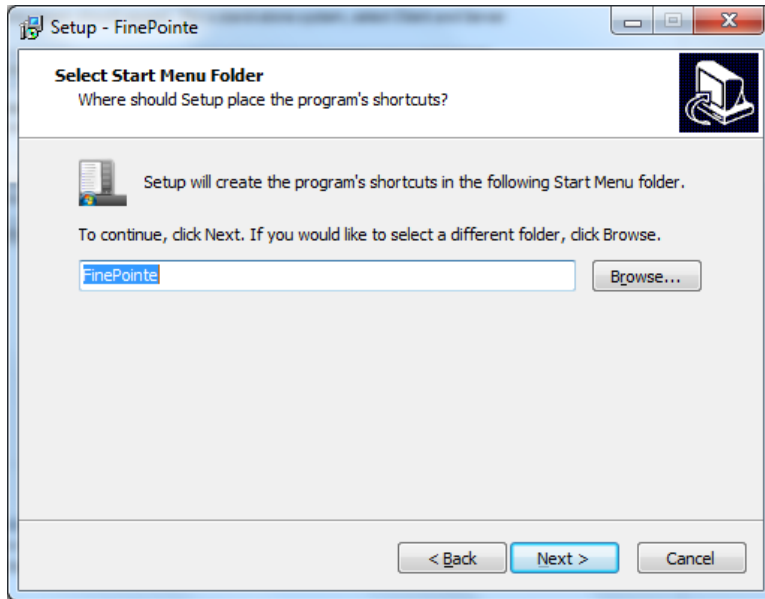 Setup - FinePointe
Select Start Menu Folder
Where should Setup place the program's shortcuts?
Setup will create the program's shortcuts in the following Start Menu folder.
To continue, click Next. If you would like to select a different folder, click Browse.
FinePointe
Browse...
< Back
Next >
Cancel